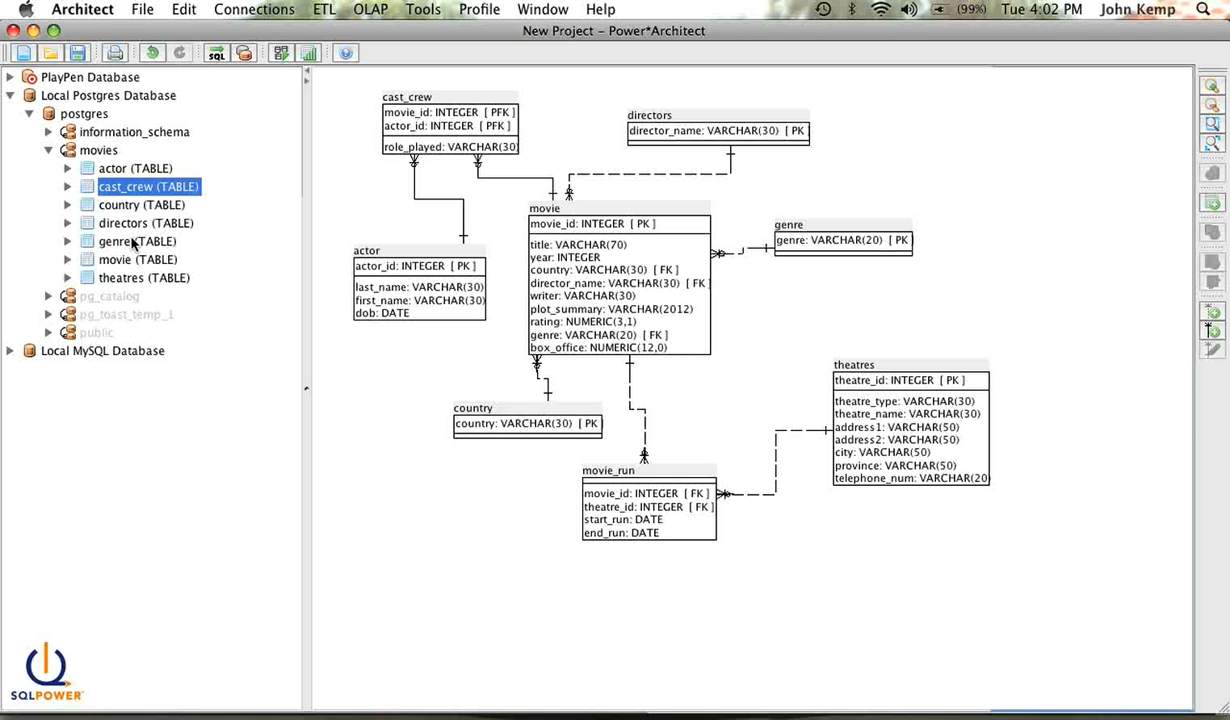 Architect File Edit Connections ETL OLAP Tools Profile Window Help (99%) Tue 4:02 PM John Kemp
New Project - Power*Architect
SQL
PlayPen Database
Local Postgres Database
postgres
information_schema
movies
actor (TABLE)
cast_crew (TABLE)
country (TABLE)
directors (TABLE)
genre (TABLE)
movie (TABLE)
theatres (TABLE)
pg_catalog
pg_toast_temp_1
public
Local MySQL Database
SQLPOWER
cast_crew
movie_id: INTEGER [ PFK ]
actor_id: INTEGER [ PFK ]
role_played: VARCHAR(30)
directors
director_name: VARCHAR(30) [ PK
movie
movie_id: INTEGER [ PK ]
title: VARCHAR(70)
year: INTEGER
country: VARCHAR(30) [ FK ]
director_name: VARCHAR(30) [ FK
writer: VARCHAR(30)
plot_summary: VARCHAR(2012)
rating: NUMERIC(3,1)
genre: VARCHAR(20) [ FK ]
box_office: NUMERIC(12,0)
genre
genre: VARCHAR(20) [ PK ]
actor
actor_id: INTEGER [ PK ]
last_name: VARCHAR(30)
first_name: VARCHAR(30)
dob: DATE
country
country: VARCHAR(30) [ PK ]
theatres
theatre_id: INTEGER [ PK ]
theatre_type: VARCHAR(30)
theatre_name: VARCHAR(30)
address1: VARCHAR(50)
address2: VARCHAR(50)
city: VARCHAR(50)
province: VARCHAR(50)
telephone_num: VARCHAR(20)
movie_run
movie_id: INTEGER [ FK ]
theatre_id: INTEGER [ FK ]
start_run: DATE
end_run: DATE